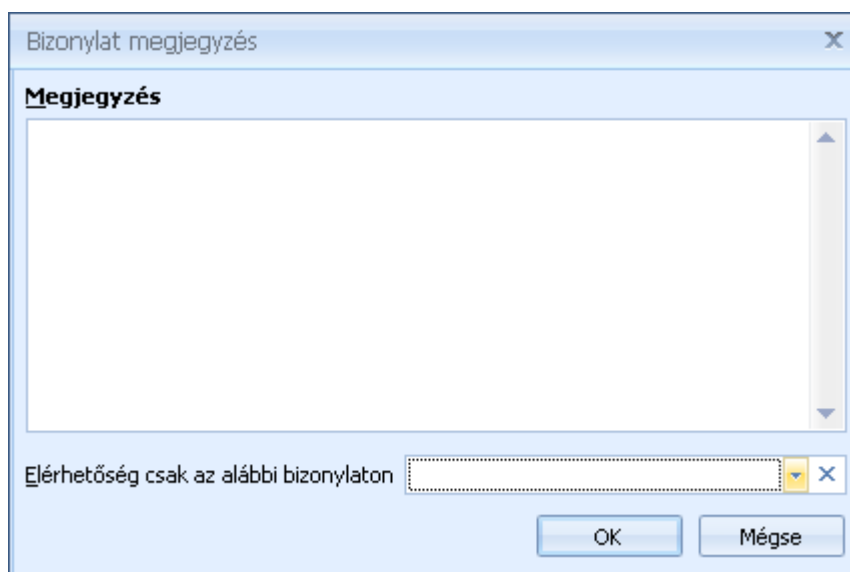 Bizonylat megjegyzés
Megjegyzés
Elérhetőség csak az alábbi bizonylaton
OK Mégse